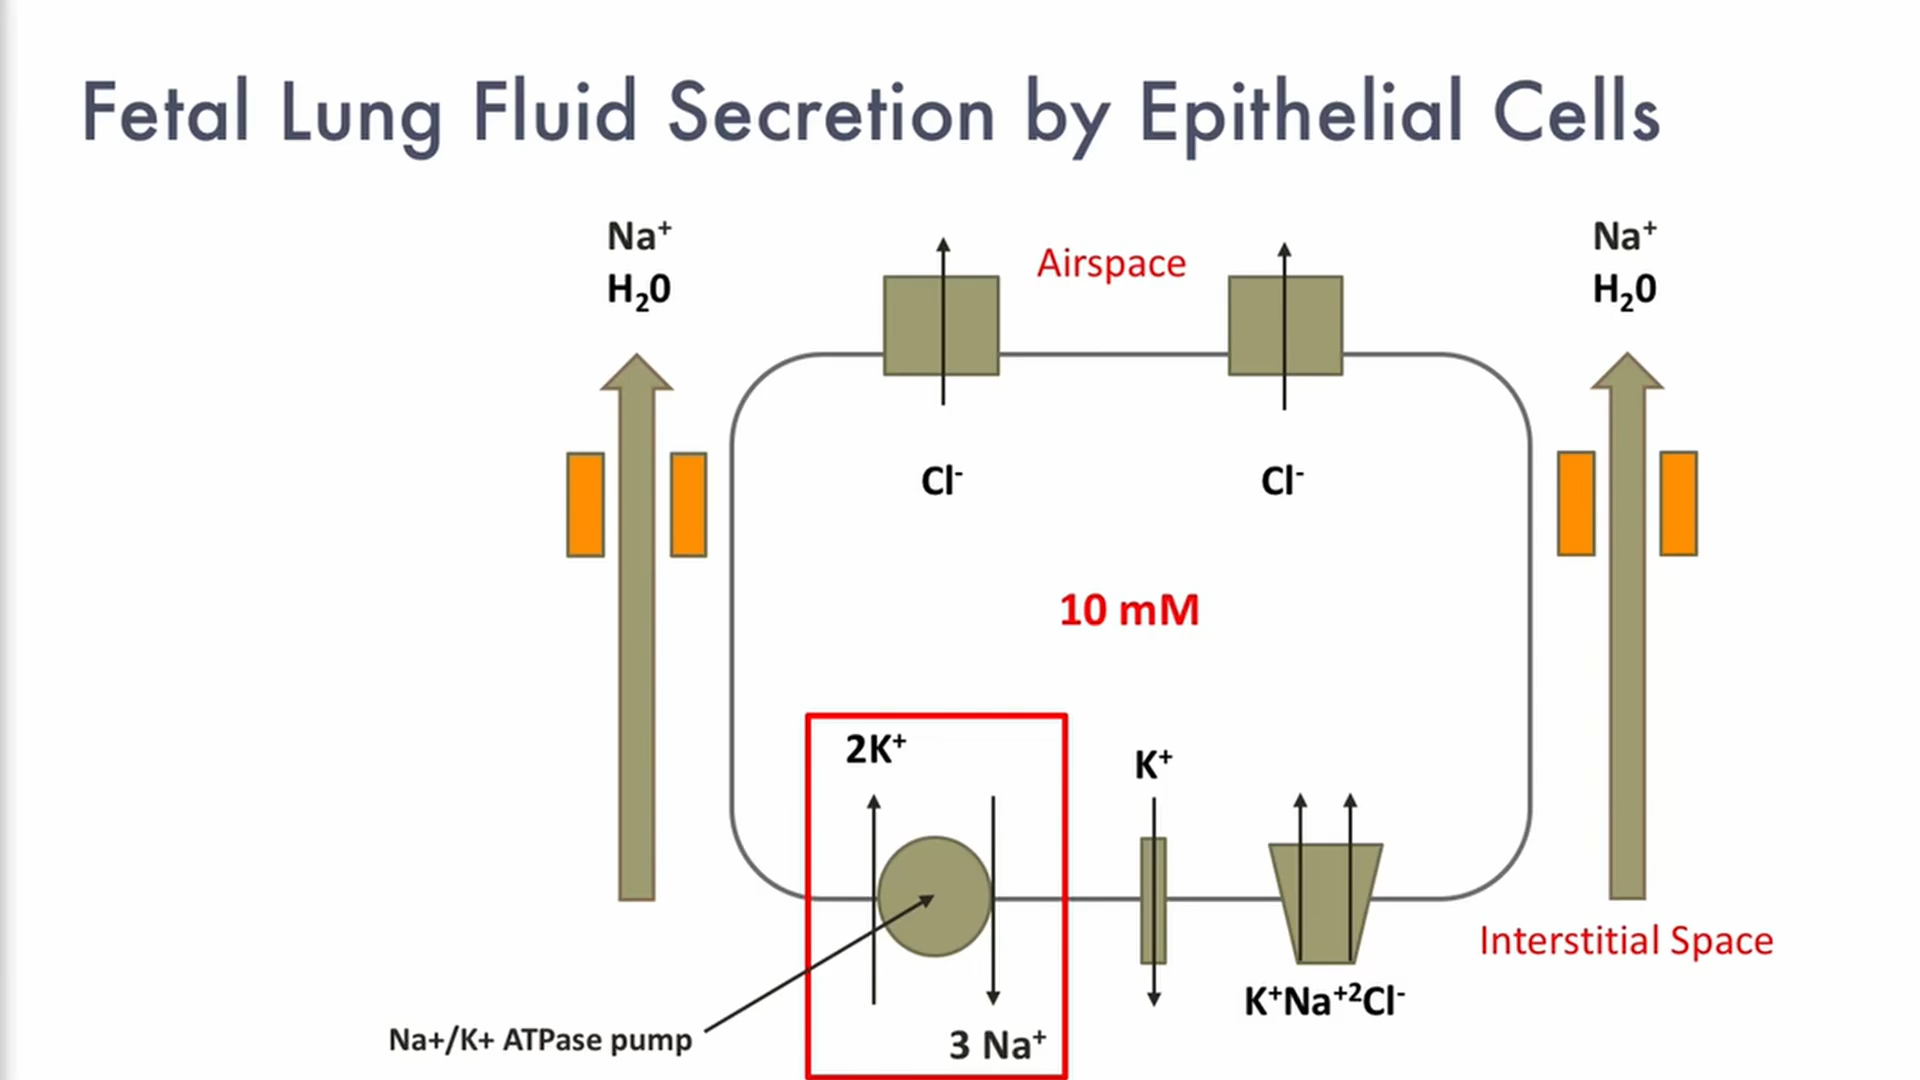 Fetal Lung Fluid Secretion by Epithelial Cells
Na⁺
H₂0
Airspace
Na⁺
H₂0
Cl⁻
Cl⁻
10 mM
2K⁺
K⁺
Interstitial Space
K⁺Na⁺²Cl⁻
Na+/K+ ATPase pump
3 Na⁺